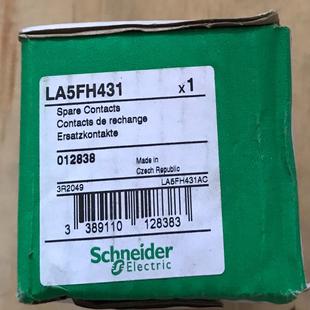 LA5FH431 x1
Spare Contacts
Contacts de rechange
Ersatzkontakte
012838 Made in
Czech Republic
3R2049 LA5FH431AC
3 389110 128383
Schneider
Electric